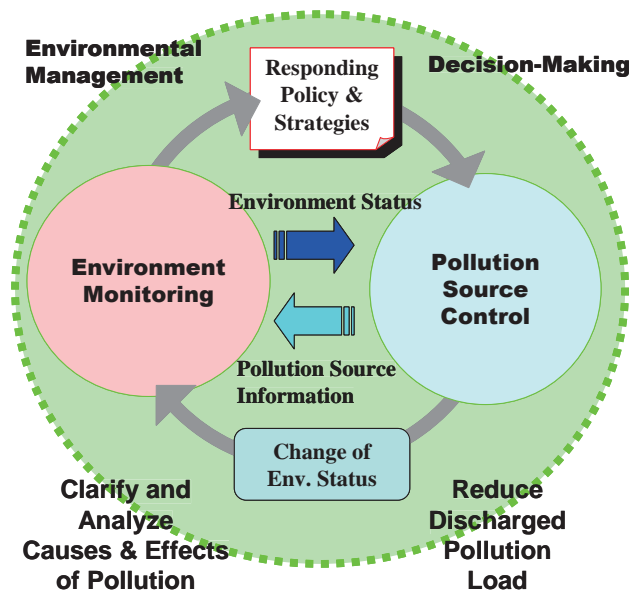 Environmental
Management
Responding
Policy &
Strategies
Decision-Making
Environment Status
Environment
Monitoring
Pollution
Source
Control
Pollution Source
Information
Change of
Env. Status
Clarify and
Analyze
Causes & Effects
of Pollution
Reduce
Discharged
Pollution
Load